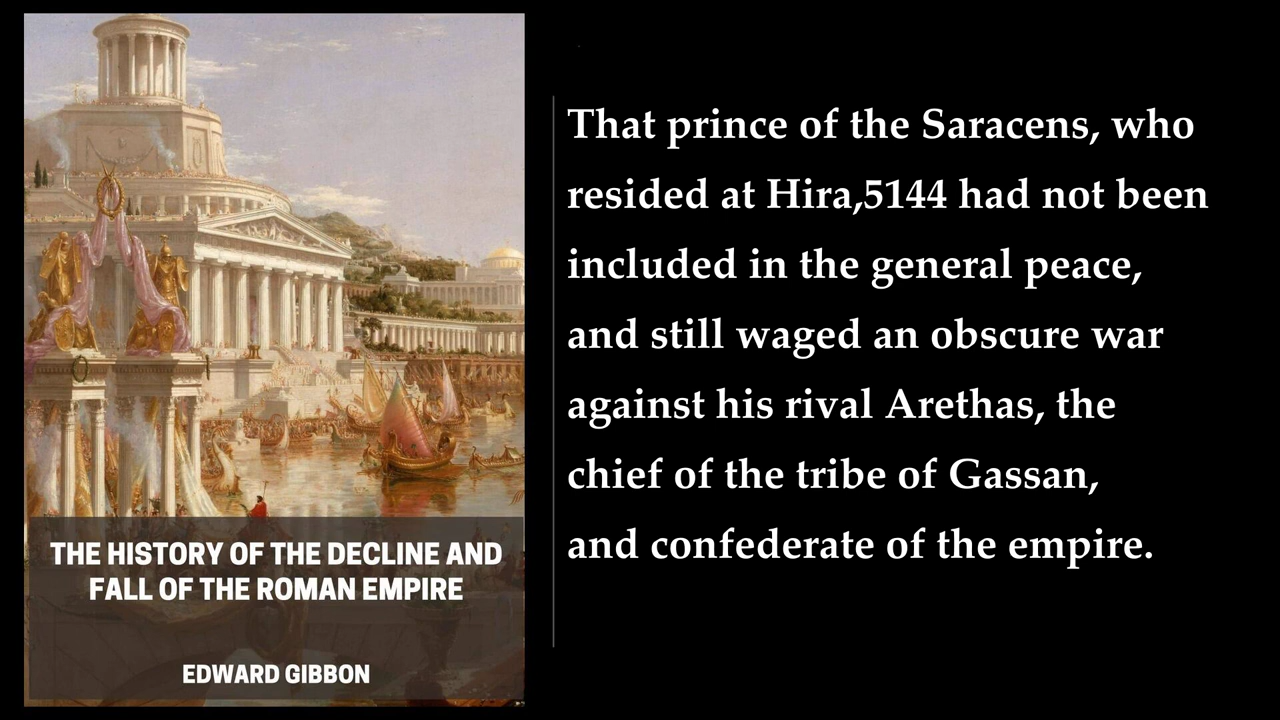 That prince of the Saracens, who
resided at Hira,5144 had not been
included in the general peace,
and still waged an obscure war
against his rival Arethas, the
chief of the tribe of Gassan,
and confederate of the empire.
THE HISTORY OF THE DECLINE AND
FALL OF THE ROMAN EMPIRE
EDWARD GIBBON